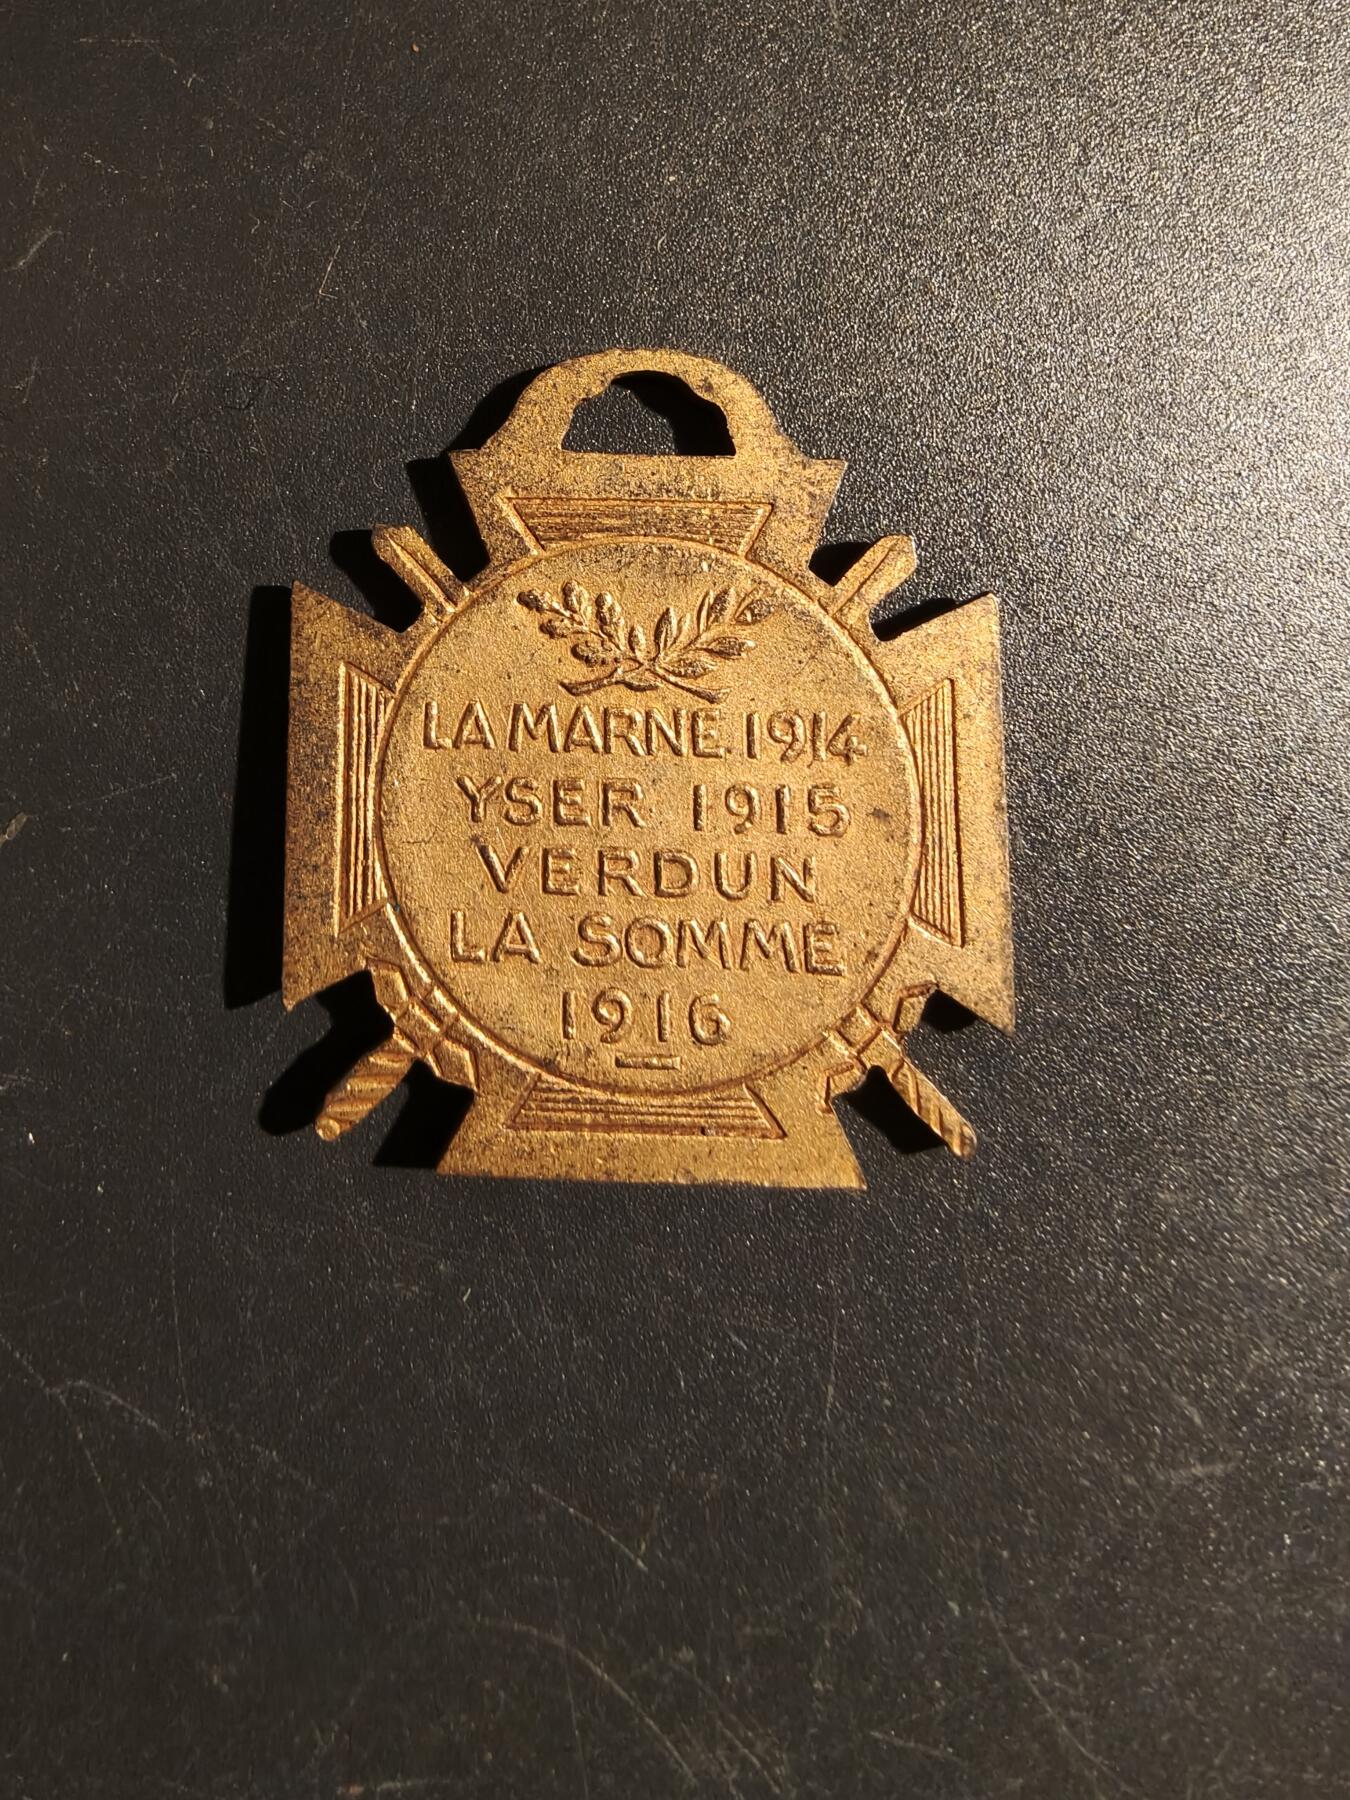 LA MARNE 1914
YSER 1915
VERDUN
LA SOMME
1916